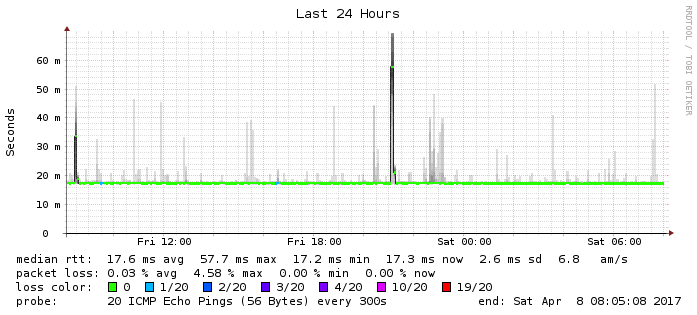 Last 24 Hours
RRDTOOL / TOBI OETIKER
Seconds
60 m
50 m
40 m
30 m
20 m
10 m
0
Fri 12:00 Fri 18:00 Sat 00:00 Sat 06:00
median rtt: 17.6 ms avg 57.7 ms max 17.2 ms min 17.3 ms now 2.6 ms sd 6.8 am/s
packet loss: 0.03 % avg 4.58 % max 0.00 % min 0.00 % now
loss color: 0 1/20 2/20 3/20 4/20 10/20 19/20
probe: 20 ICMP Echo Pings (56 Bytes) every 300s end: Sat Apr 8 08:05:08 2017